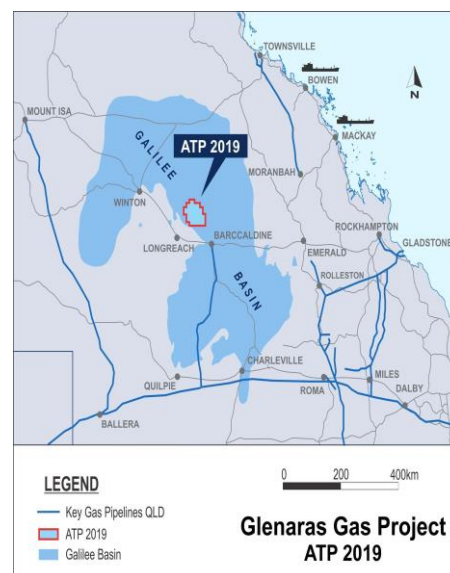 TOWNSVILLE
BOWEN
MACKAY
N
MOUNT ISA
GALILEE
ATP 2019
MORANBAH
WINTON
LONGREACH
BARCCALDINE
EMERALD
ROCKHAMPTON
GLADSTONE
ROLLESTON
BASIN
QUILPIE
CHARLEVILLE
ROMA
MILES
DALBY
BALLERA
LEGEND
Key Gas Pipelines QLD
ATP 2019
Galilee Basin
0 200 400km
Glenaras Gas Project
ATP 2019